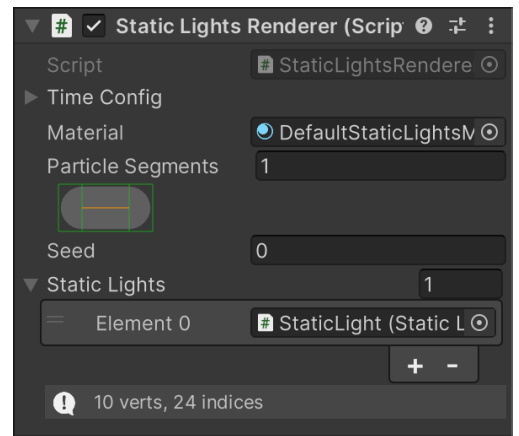 # Static Lights Renderer (Scrip
Script # StaticLightsRendere
Time Config
Material DefaultStaticLightsM
Particle Segments 1
Seed 0
Static Lights 1
Element 0 # StaticLight (Static L
+ -
! 10 verts, 24 indices